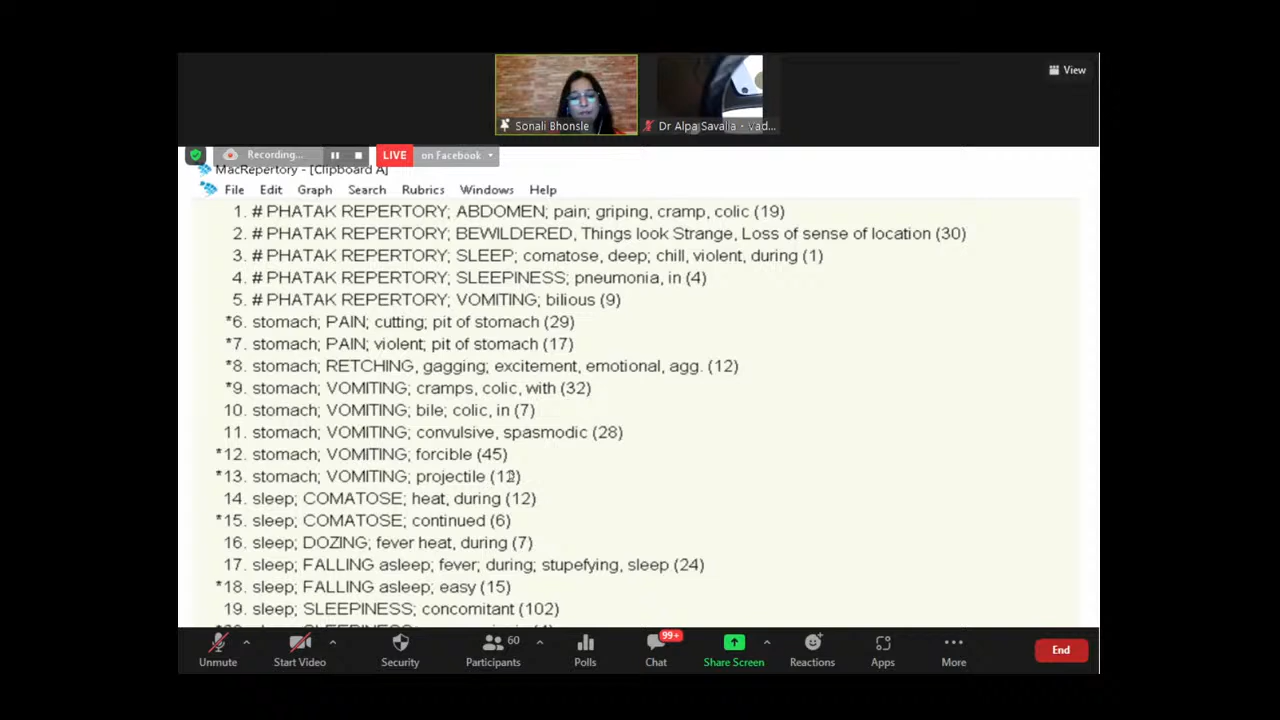 View
Sonali Bhonsle
Dr Alpa Savalia • vad...
Recording...
LIVE on Facebook
MacRepertory - [Clipboard A]
File Edit Graph Search Rubrics Windows Help
1. # PHATAK REPERTORY; ABDOMEN; pain; griping, cramp, colic (19)
2. # PHATAK REPERTORY; BEWILDERED, Things look Strange, Loss of sense of location (30)
3. # PHATAK REPERTORY; SLEEP; comatose, deep; chill, violent, during (1)
4. # PHATAK REPERTORY; SLEEPINESS; pneumonia, in (4)
5. # PHATAK REPERTORY; VOMITING; bilious (9)
*6. stomach; PAIN; cutting; pit of stomach (29)
*7. stomach; PAIN; violent; pit of stomach (17)
*8. stomach; RETCHING, gagging; excitement, emotional, agg. (12)
*9. stomach; VOMITING; cramps, colic, with (32)
10. stomach; VOMITING; bile; colic, in (7)
11. stomach; VOMITING; convulsive, spasmodic (28)
*12. stomach; VOMITING; forcible (45)
*13. stomach; VOMITING; projectile (12)
14. sleep; COMATOSE; heat, during (12)
*15. sleep; COMATOSE; continued (6)
16. sleep; DOZING; fever heat, during (7)
17. sleep; FALLING asleep; fever; during; stupefying, sleep (24)
*18. sleep; FALLING asleep; easy (15)
19. sleep; SLEEPINESS; concomitant (102)
60
99+
Unmute Start Video Security Participants Polls Chat Share Screen Reactions Apps More End